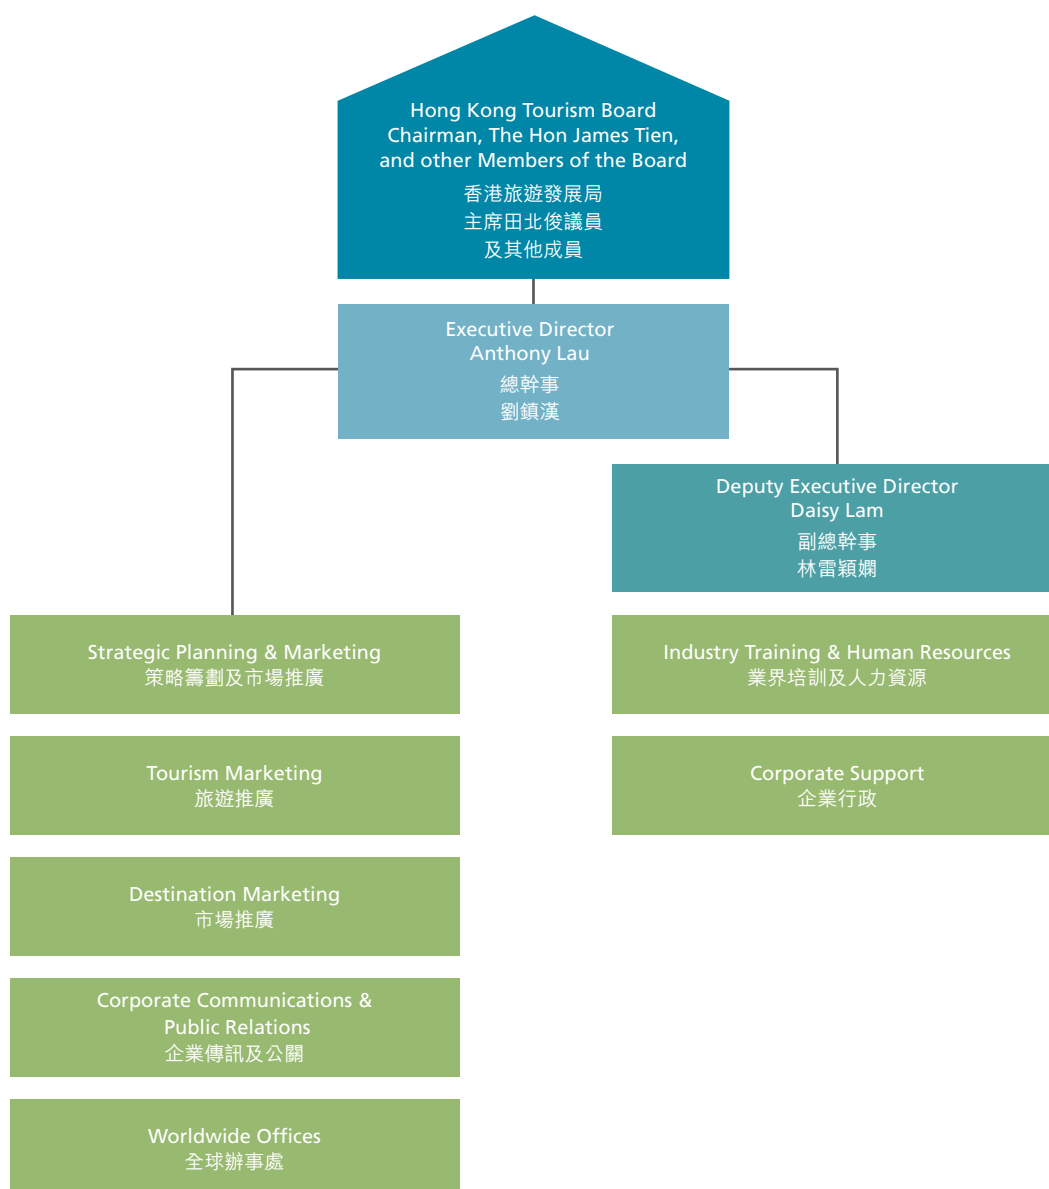 Hong Kong Tourism Board
Chairman, The Hon James Tien,
and other Members of the Board
香港旅遊發展局
主席田北俊議員
及其他成員
Executive Director
Anthony Lau
總幹事
劉鎮漢
Deputy Executive Director
Daisy Lam
副總幹事
林雷穎嫻
Strategic Planning & Marketing
策略籌劃及市場推廣
Tourism Marketing
旅遊推廣
Destination Marketing
市場推廣
Corporate Communications &
Public Relations
企業傳訊及公關
Worldwide Offices
全球辦事處
Industry Training & Human Resources
業界培訓及人力資源
Corporate Support
企業行政